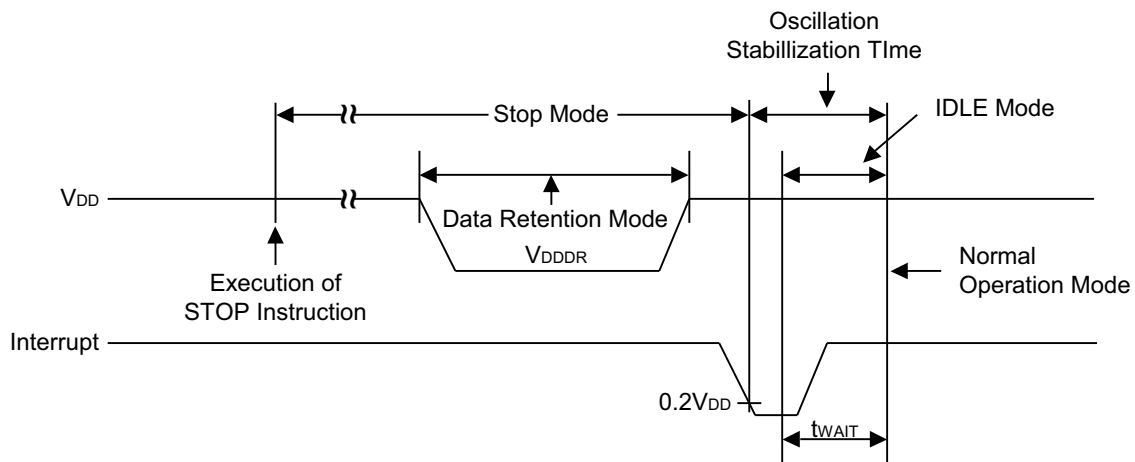 Oscillation
Stabillization TIme
Stop Mode
IDLE Mode
VDD
Data Retention Mode
VDDDR
Execution of
STOP Instruction
Normal
Operation Mode
Interrupt
0.2VDD
tWAIT